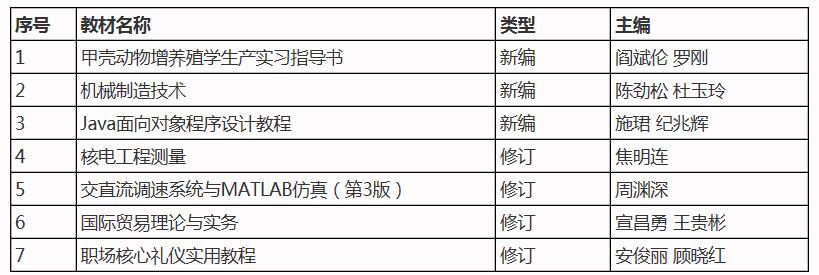 序号 教材名称 类型 主编
1 甲壳动物增养殖学生产实习指导书 新编 阎斌伦 罗刚
2 机械制造技术 新编 陈劲松 杜玉玲
3 Java面向对象程序设计教程 新编 施珺 纪兆辉
4 核电工程测量 修订 焦明连
5 交直流调速系统与MATLAB仿真（第3版） 修订 周渊深
6 国际贸易理论与实务 修订 宣昌勇 王贵彬
7 职场核心礼仪实用教程 修订 安俊丽 顾晓红